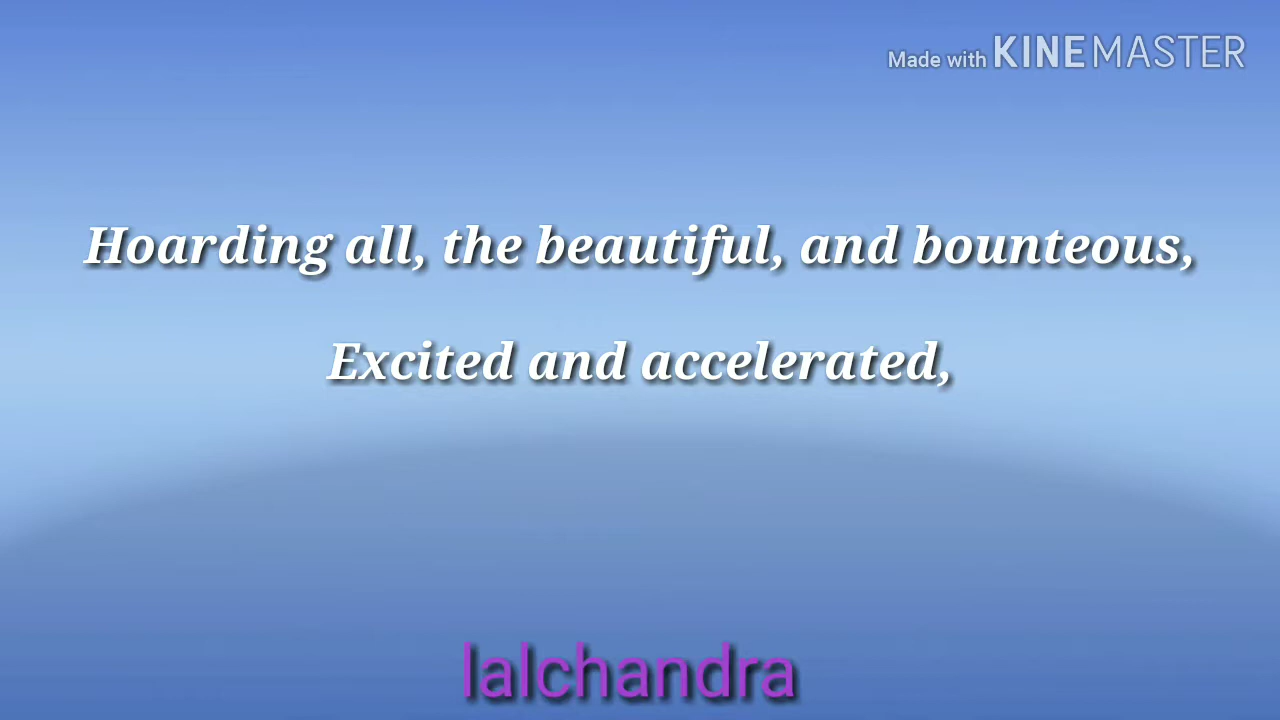 Made with KINEMASTER
Hoarding all, the beautiful, and bounteous,
Excited and accelerated,
lalchandra